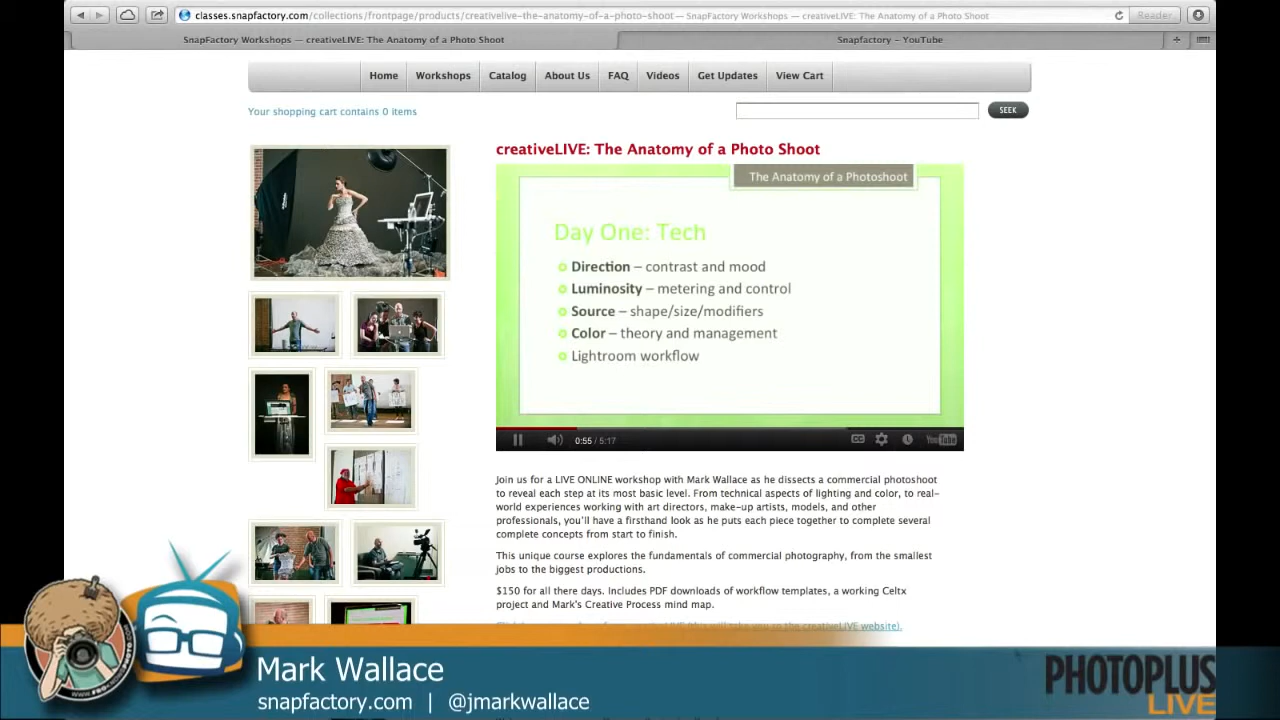 classes.snapfactory.com/collections/frontpage/products/creativelive-the-anatomy-of-a-photo-shoot — SnapFactory Workshops — creativeLIVE: The Anatomy of a Photo Shoot
Reader
SnapFactory Workshops — creativeLIVE: The Anatomy of a Photo Shoot
Snapfactory – YouTube
Home
Workshops
Catalog
About Us
FAQ
Videos
Get Updates
View Cart
Your shopping cart contains 0 Items
SEEK
creativeLIVE: The Anatomy of a Photo Shoot
The Anatomy of a Photoshoot
Day One: Tech
Direction – contrast and mood
Luminosity – metering and control
Source – shape/size/modifiers
Color – theory and management
Lightroom workflow
0:55 / 5:17
CC
YouTube
Join us for a LIVE ONLINE workshop with Mark Wallace as he dissects a commercial photoshoot
to reveal each step at its most basic level. From technical aspects of lighting and color, to real-
world experiences working with art directors, make-up artists, models, and other
professionals, you'll have a firsthand look as he puts each piece together to complete several
complete concepts from start to finish.
This unique course explores the fundamentals of commercial photography, from the smallest
jobs to the biggest productions.
$150 for all there days. Includes PDF downloads of workflow templates, a working Celtx
project and Mark's Creative Process mind map.
Mark Wallace
snapfactory.com | @jmarkwallace
PHOTOPLUS
LIVE